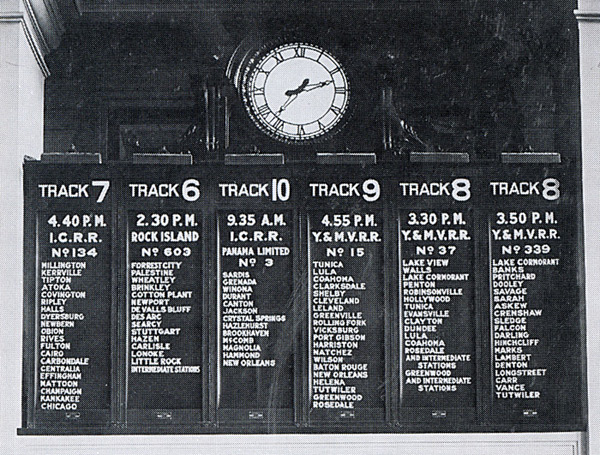 TRACK 7
4.40 P.M.
I.C.R.R.
No 134
MILLINGTON
KERRVILLE
TIPTON
ATOKA
COVINGTON
RIPLEY
HALLS
DYERSBURG
NEWBERN
OBION
RIVES
FULTON
CAIRO
CARBONDALE
CENTRALIA
EFFINGHAM
MATTOON
CHAMPAIGN
KANKAKEE
CHICAGO
TRACK 6
2.30 P.M.
ROCK ISLAND
No 603
FORREST CITY
PALESTINE
WHEATLEY
BRINKLEY
COTTON PLANT
NEWPORT
DE VALLS BLUFF
DES ARC
SEARCY
STUTTGART
HAZEN
CARLISLE
LONOKE
LITTLE ROCK
INTERMEDIATE STATIONS
TRACK 10
9.35 A.M.
I.C.R.R.
PANAMA LIMITED
No 3
SARDIS
GRENADA
WINONA
DURANT
CANTON
JACKSON
CRYSTAL SPRINGS
HAZLEHURST
BROOKHAVEN
McCOMB
MAGNOLIA
HAMMOND
NEW ORLEANS
TRACK 9
4.55 P.M.
Y.&M.V.R.R.
No 15
TUNICA
LULA
COAHOMA
CLARKSDALE
SHELBY
CLEVELAND
LELAND
GREENVILLE
ROLLING FORK
VICKSBURG
PORT GIBSON
HARRISTON
NATCHEZ
WILSON
BATON ROUGE
NEW ORLEANS
HELENA
TUTWILER
GREENWOOD
ROSEDALE
TRACK 8
3.30 P.M.
Y.&M.V.R.R.
No 37
LAKE VIEW
WALLS
LAKE CORMORANT
PENTON
ROBINSONVILLE
HOLLYWOOD
TUNICA
EVANSVILLE
CLAYTON
DUNDEE
LULA
COAHOMA
ROSEDALE
AND INTERMEDIATE
STATIONS
GREENWOOD
AND INTERMEDIATE
STATIONS
TRACK 8
3.50 P.M.
Y.&M.V.R.R.
No 339
LAKE CORMORANT
BANKS
PRITCHARD
DOOLEY
SAVAGE
SARAH
ASKEW
CRENSHAW
SLEDGE
FALCON
DARLING
HINCHCLIFF
MARKS
LAMBERT
DENTON
LONGSTREET
CARR
VANCE
TUTWILER